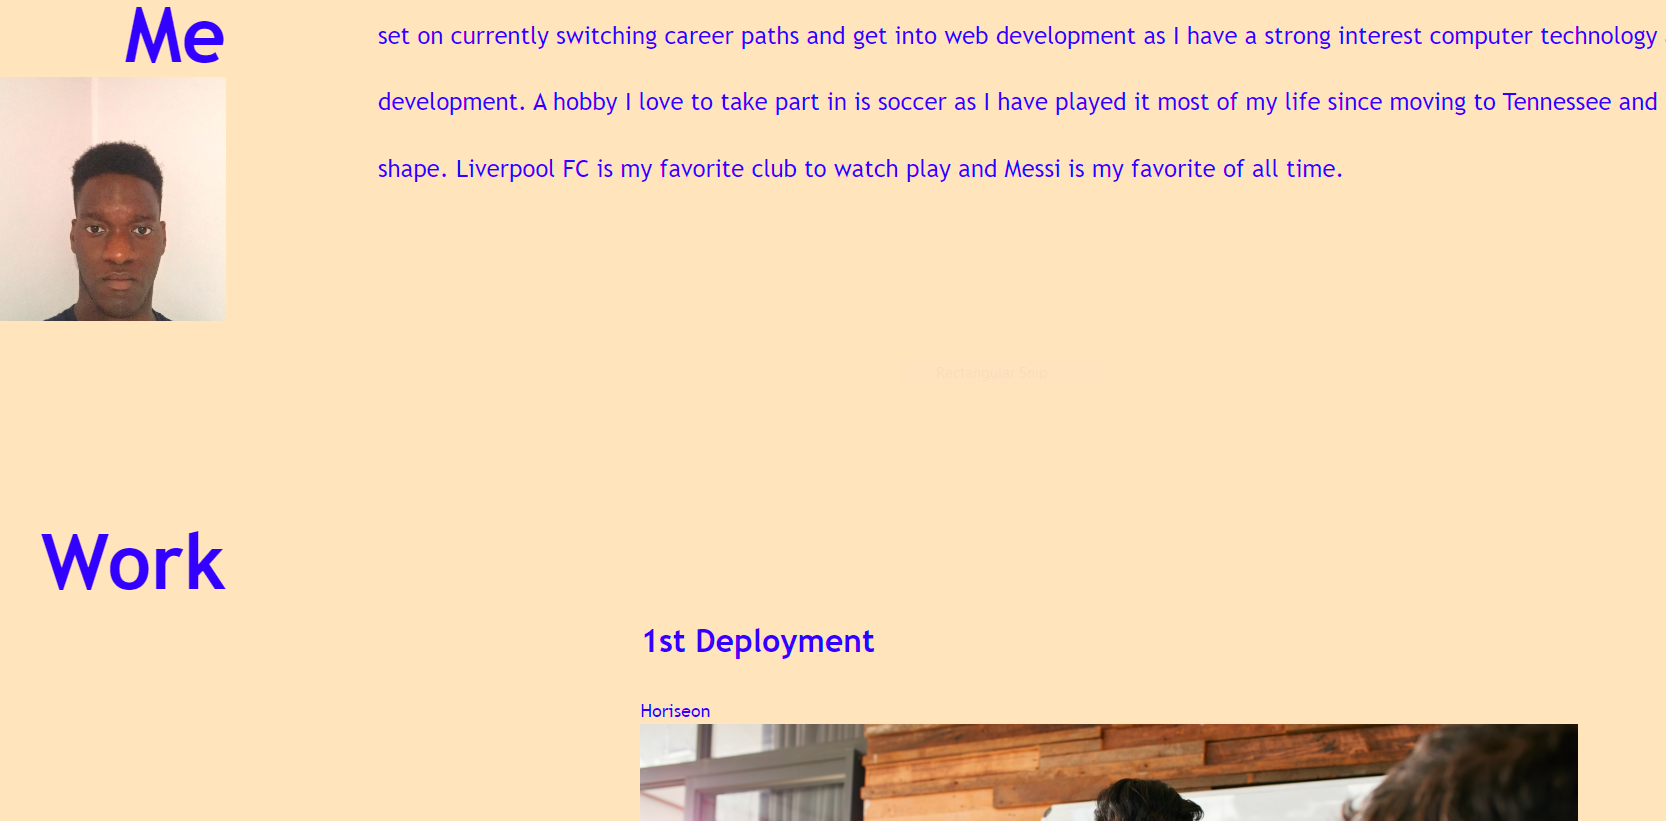 Me
set on currently switching career paths and get into web development as I have a strong interest computer technology
development. A hobby I love to take part in is soccer as I have played it most of my life since moving to Tennessee and
shape. Liverpool FC is my favorite club to watch play and Messi is my favorite of all time.
Rectangular Snip
Work
1st Deployment
Horiseon